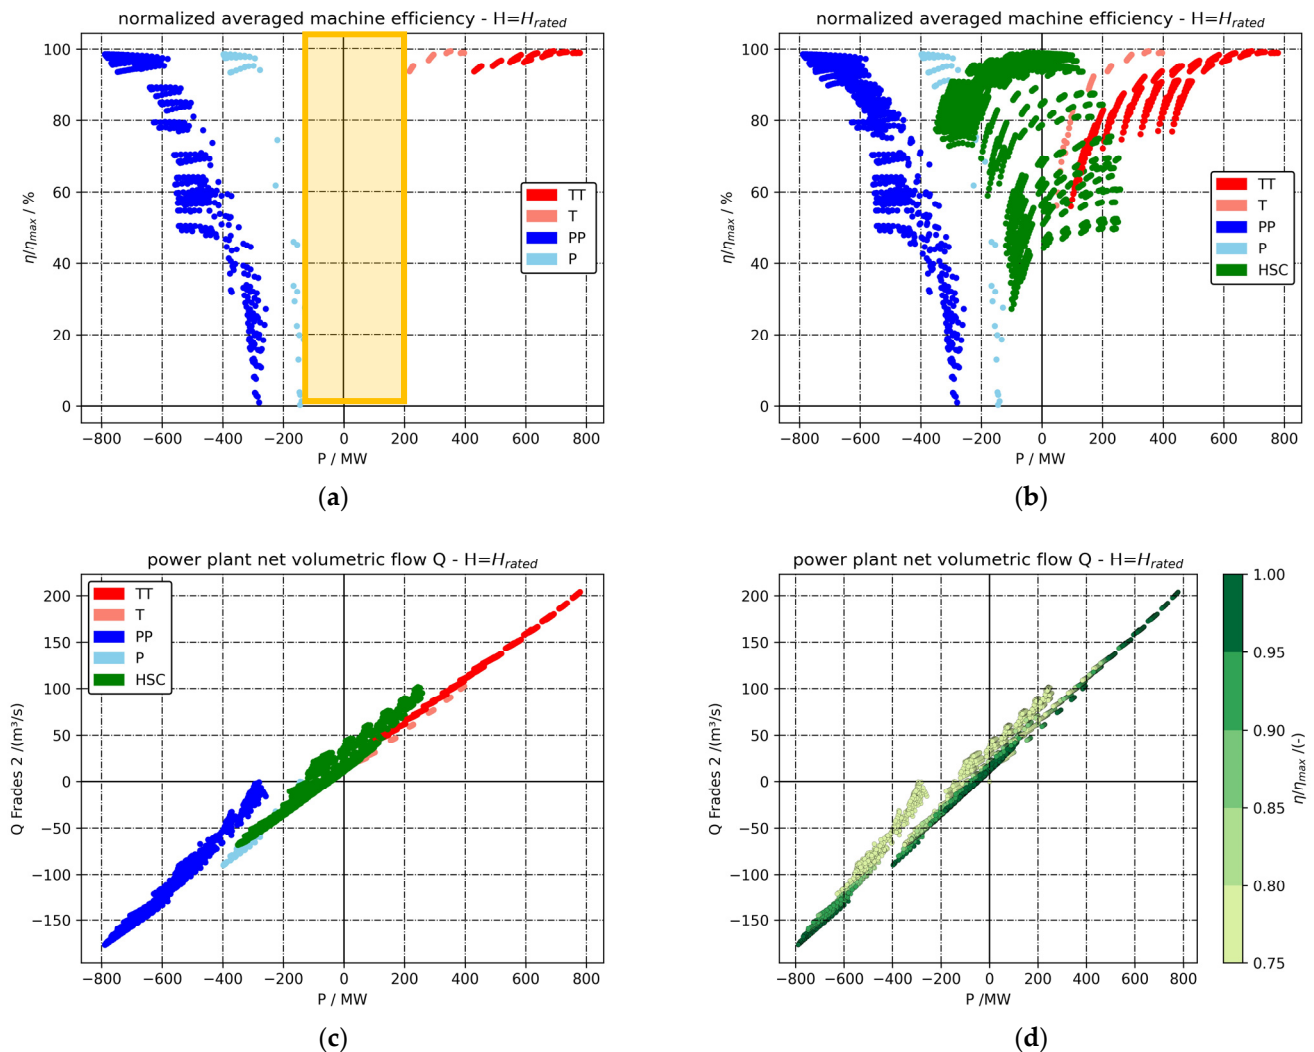 normalized averaged machine efficiency - H=H_rated
η/η_max / %
100
80
60
40
20
0
TT
T
PP
P
−800 −600 −400 −200 0 200 400 600 800
P / MW
(a)
normalized averaged machine efficiency - H=H_rated
η/η_max / %
100
80
60
40
20
0
TT
T
PP
P
HSC
−800 −600 −400 −200 0 200 400 600 800
P / MW
(b)
power plant net volumetric flow Q - H=H_rated
Q Frades 2 /(m³/s)
200
150
100
50
0
−50
−100
−150
TT
T
PP
P
HSC
−800 −600 −400 −200 0 200 400 600 800
P / MW
(c)
power plant net volumetric flow Q - H=H_rated
Q Frades 2 /(m³/s)
200
150
100
50
0
−50
−100
−150
−800 −600 −400 −200 0 200 400 600 800
P /MW
1.00
0.95
0.90
0.85
0.80
0.75
η/η_max /(-)
(d)